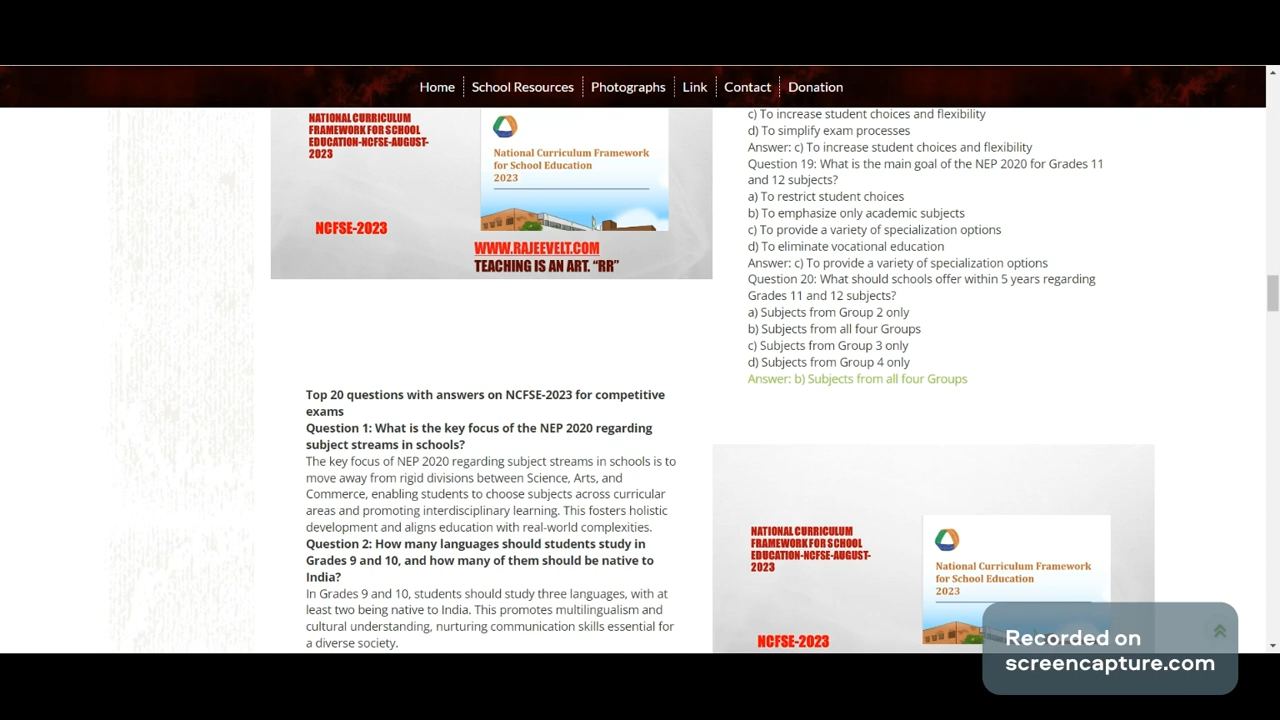 Home
School Resources
Photographs
Link
Contact
Donation
NATIONAL CURRICULUM
FRAMEWORK FOR SCHOOL
EDUCATION-NCFSE-AUGUST-
2023
National Curriculum Framework
for School Education
2023
NCFSE-2023
WWW.RAJEEVELT.COM
TEACHING IS AN ART. “RR”
Top 20 questions with answers on NCFSE-2023 for competitive
exams
Question 1: What is the key focus of the NEP 2020 regarding
subject streams in schools?
The key focus of NEP 2020 regarding subject streams in schools is to
move away from rigid divisions between Science, Arts, and
Commerce, enabling students to choose subjects across curricular
areas and promoting interdisciplinary learning. This fosters holistic
development and aligns education with real-world complexities.
Question 2: How many languages should students study in
Grades 9 and 10, and how many of them should be native to
India?
In Grades 9 and 10, students should study three languages, with at
least two being native to India. This promotes multilingualism and
cultural understanding, nurturing communication skills essential for
a diverse society.
c) To increase student choices and flexibility
d) To simplify exam processes
Answer: c) To increase student choices and flexibility
Question 19: What is the main goal of the NEP 2020 for Grades 11
and 12 subjects?
a) To restrict student choices
b) To emphasize only academic subjects
c) To provide a variety of specialization options
d) To eliminate vocational education
Answer: c) To provide a variety of specialization options
Question 20: What should schools offer within 5 years regarding
Grades 11 and 12 subjects?
a) Subjects from Group 2 only
b) Subjects from all four Groups
c) Subjects from Group 3 only
d) Subjects from Group 4 only
Answer: b) Subjects from all four Groups
NATIONAL CURRICULUM
FRAMEWORK FOR SCHOOL
EDUCATION-NCFSE-AUGUST-
2023
National Curriculum Framework
for School Education
2023
NCFSE-2023
Recorded on
screencapture.com